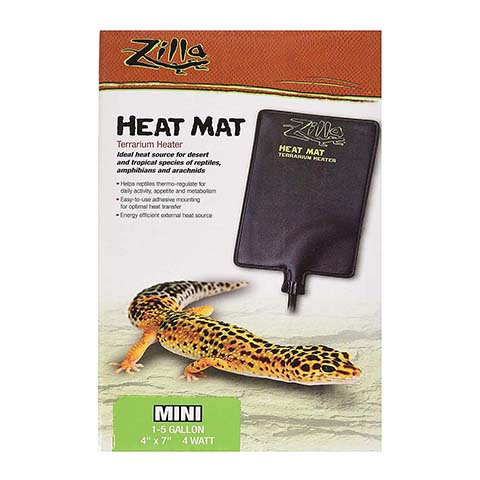 Zilla
HEAT MAT
Terrarium Heater
Ideal heat source for desert
and tropical species of reptiles,
amphibians and arachnids
• Helps reptiles thermo-regulate for
daily activity, appetite and metabolism
• Easy-to-use adhesive mounting
for optimal heat transfer
• Energy efficient external heat source
Zilla
HEAT MAT
TERRARIUM HEATER
MINI
1-5 GALLON
4" x 7" 4 WATT